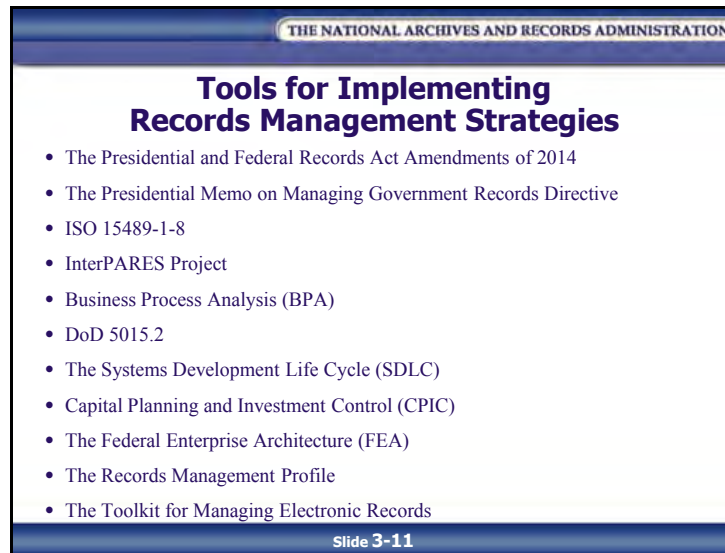 THE NATIONAL ARCHIVES AND RECORDS ADMINISTRATION
Tools for Implementing
Records Management Strategies
• The Presidential and Federal Records Act Amendments of 2014
• The Presidential Memo on Managing Government Records Directive
• ISO 15489-1-8
• InterPARES Project
• Business Process Analysis (BPA)
• DoD 5015.2
• The Systems Development Life Cycle (SDLC)
• Capital Planning and Investment Control (CPIC)
• The Federal Enterprise Architecture (FEA)
• The Records Management Profile
• The Toolkit for Managing Electronic Records
Slide 3-11